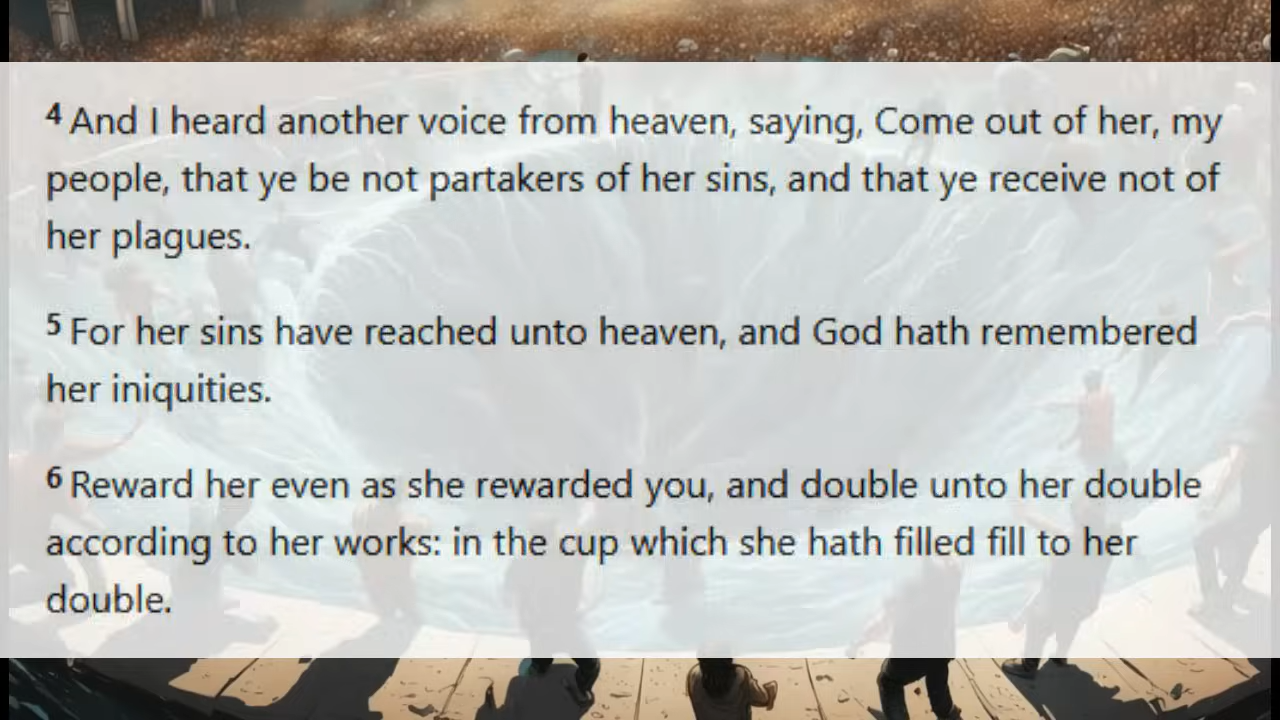 4 And I heard another voice from heaven, saying, Come out of her, my
people, that ye be not partakers of her sins, and that ye receive not of
her plagues.
5 For her sins have reached unto heaven, and God hath remembered
her iniquities.
6 Reward her even as she rewarded you, and double unto her double
according to her works: in the cup which she hath filled fill to her
double.